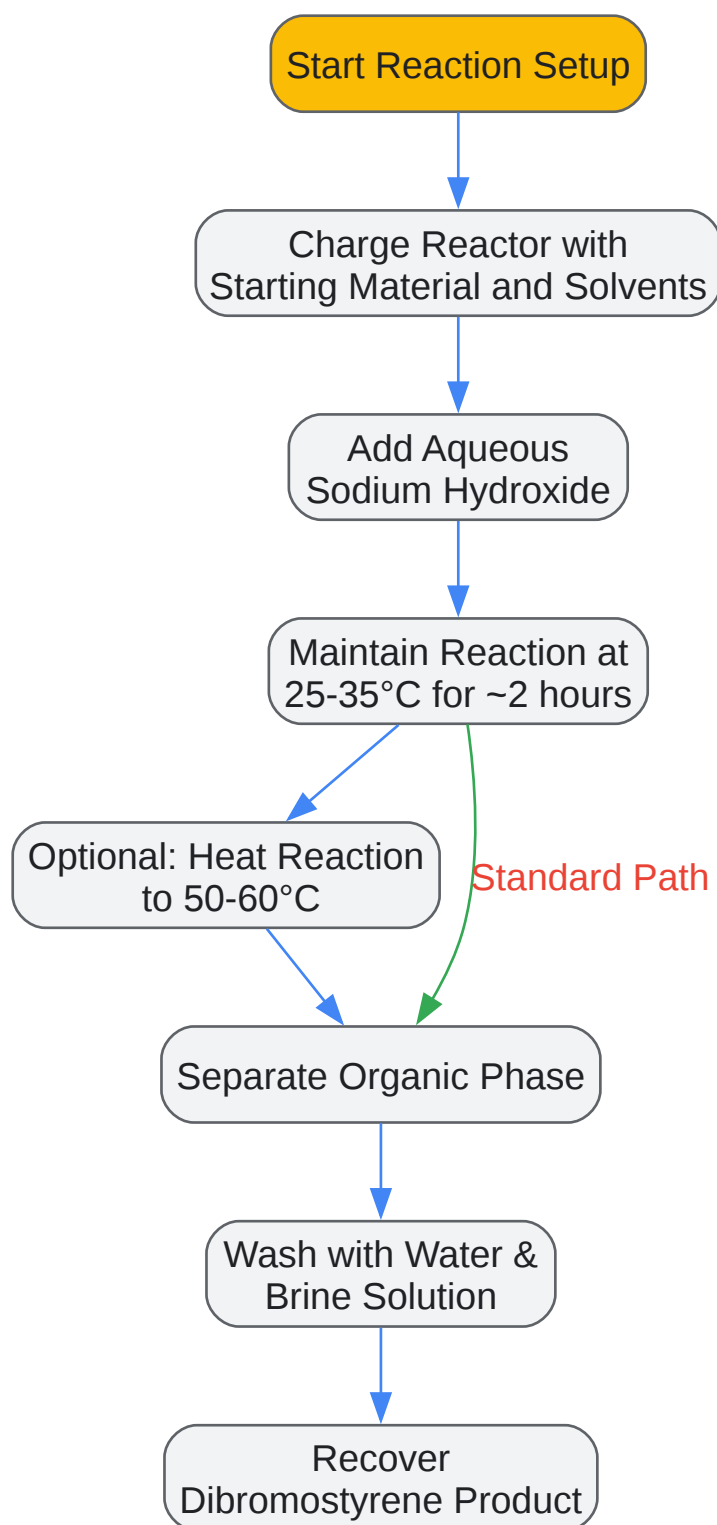 Start Reaction Setup
Charge Reactor with
Starting Material and Solvents
Add Aqueous
Sodium Hydroxide
Maintain Reaction at
25-35°C for ~2 hours
Optional: Heat Reaction
to 50-60°C
Standard Path
Separate Organic Phase
Wash with Water &
Brine Solution
Recover
Dibromostyrene Product